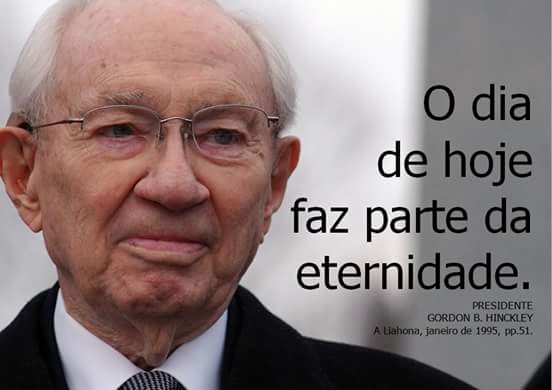 O dia
de hoje
faz parte da
eternidade.
PRESIDENTE
GORDON B. HINCKLEY
A Liahona, janeiro de 1995, pp.51.